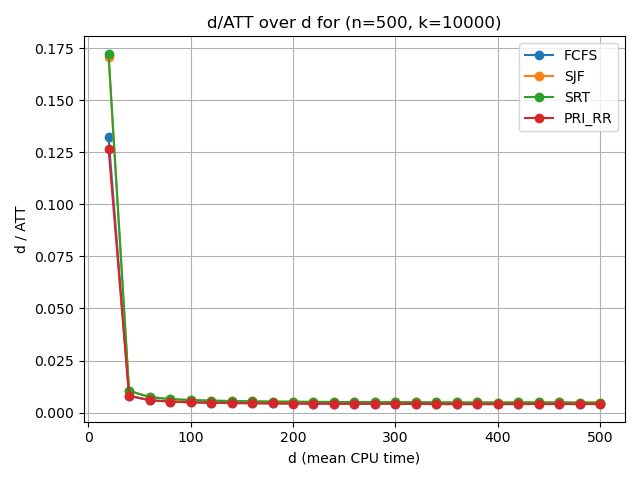 d/ATT over d for (n=500, k=10000)
FCFS
SJF
SRT
PRI_RR
0.175
0.150
0.125
0.100
0.075
0.050
0.025
0.000
d / ATT
0
100
200
300
400
500
d (mean CPU time)